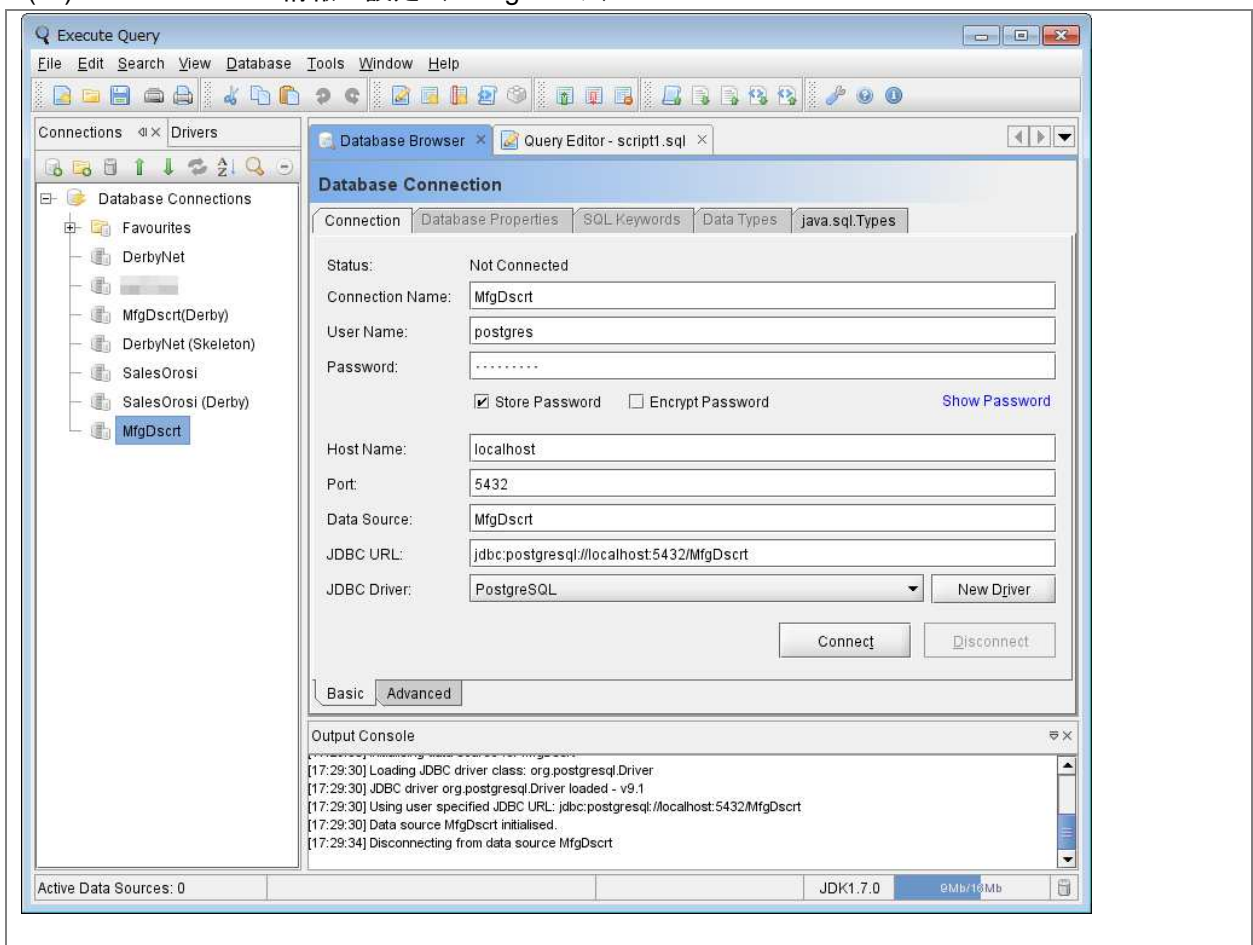 Execute Query
File Edit Search View Database Tools Window Help
Connections Drivers
Database Connections
Favourites
DerbyNet
MfgDscrt(Derby)
DerbyNet (Skeleton)
SalesOrosi
SalesOrosi (Derby)
MfgDscrt
Database Browser Query Editor - script1.sql
Database Connection
Connection Database Properties SQL Keywords Data Types java.sql.Types
Status: Not Connected
Connection Name: MfgDscrt
User Name: postgres
Password: ·········
Store Password Encrypt Password Show Password
Host Name: localhost
Port: 5432
Data Source: MfgDscrt
JDBC URL: jdbc:postgresql://localhost:5432/MfgDscrt
JDBC Driver: PostgreSQL New Driver
Connect Disconnect
Basic Advanced
Output Console
[17:29:30] Loading JDBC driver class: org.postgresql.Driver
[17:29:30] JDBC driver org.postgresql.Driver loaded - v9.1
[17:29:30] Using user specified JDBC URL: jdbc:postgresql://localhost:5432/MfgDscrt
[17:29:30] Data source MfgDscrt initialised.
[17:29:34] Disconnecting from data source MfgDscrt
Active Data Sources: 0 JDK1.7.0 9Mb/16Mb